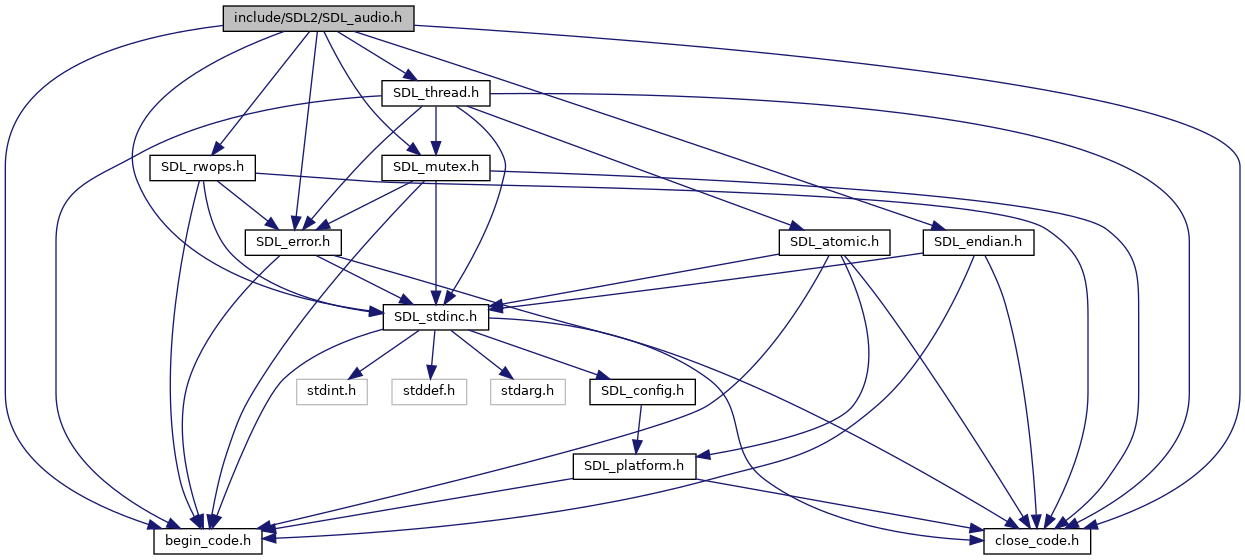 include/SDL2/SDL_audio.h
SDL_thread.h
SDL_rwops.h
SDL_mutex.h
SDL_error.h
SDL_atomic.h
SDL_endian.h
SDL_stdinc.h
stdint.h
stddef.h
stdarg.h
SDL_config.h
SDL_platform.h
begin_code.h
close_code.h